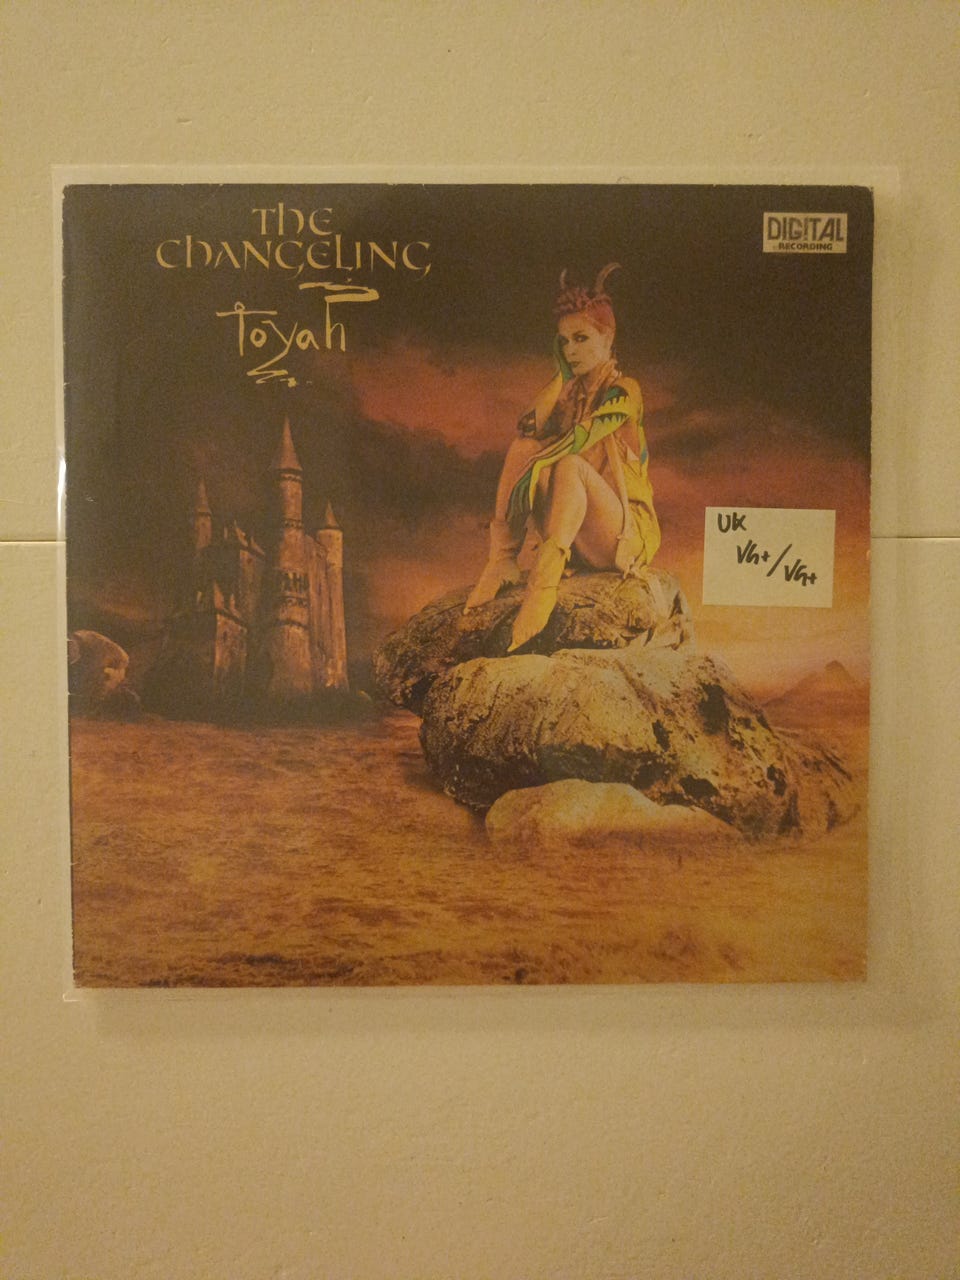 THE
CHANGELING
toyah
DIGITAL
RECORDING
UK
VG+/VG+